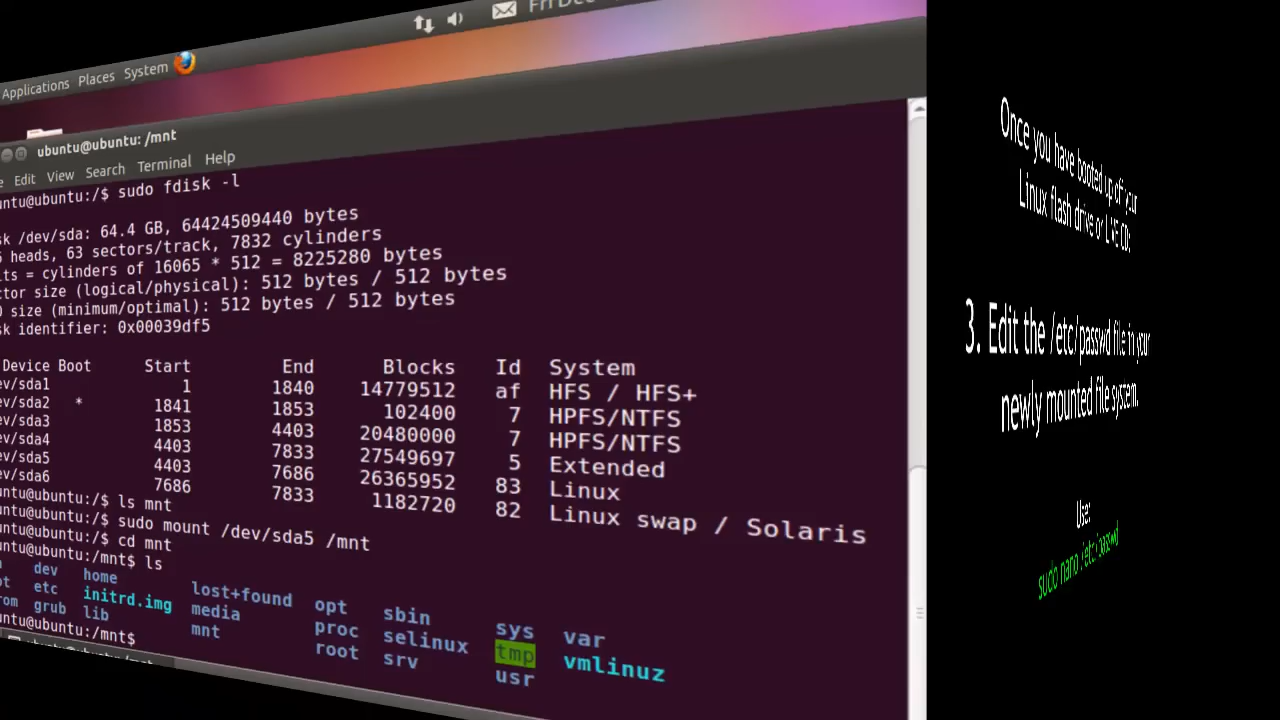 Fri Dec
Applications Places System
ubuntu@ubuntu: /mnt
Edit View Search Terminal Help
ntu@ubuntu:/$ sudo fdisk -l
sk /dev/sda: 64.4 GB, 64424509440 bytes
heads, 63 sectors/track, 7832 cylinders
its = cylinders of 16065 * 512 = 8225280 bytes
ctor size (logical/physical): 512 bytes / 512 bytes
O size (minimum/optimal): 512 bytes / 512 bytes
sk identifier: 0x00039df5
Device Boot Start End Blocks Id System
ev/sda1 1 1840 14779512 af HFS / HFS+
ev/sda2 * 1841 1853 102400 7 HPFS/NTFS
ev/sda3 1853 4403 20480000 7 HPFS/NTFS
ev/sda4 4403 7833 27549697 5 Extended
ev/sda5 4403 7686 26365952 83 Linux
ev/sda6 7686 7833 1182720 82 Linux swap / Solaris
untu@ubuntu:/$ ls mnt
untu@ubuntu:/$ sudo mount /dev/sda5 /mnt
untu@ubuntu:/$ cd mnt
untu@ubuntu:/mnt$ ls
dev home lost+found opt sbin sys var
ot etc initrd.img media proc selinux tmp vmlinuz
rom grub lib mnt root srv usr
untu@ubuntu:/mnt$
Once you have booted up off your
Linux flash drive or LIVE CD:
3. Edit the /etc/passwd file in your
newly mounted file system.
Use:
sudo nano /etc/passwd